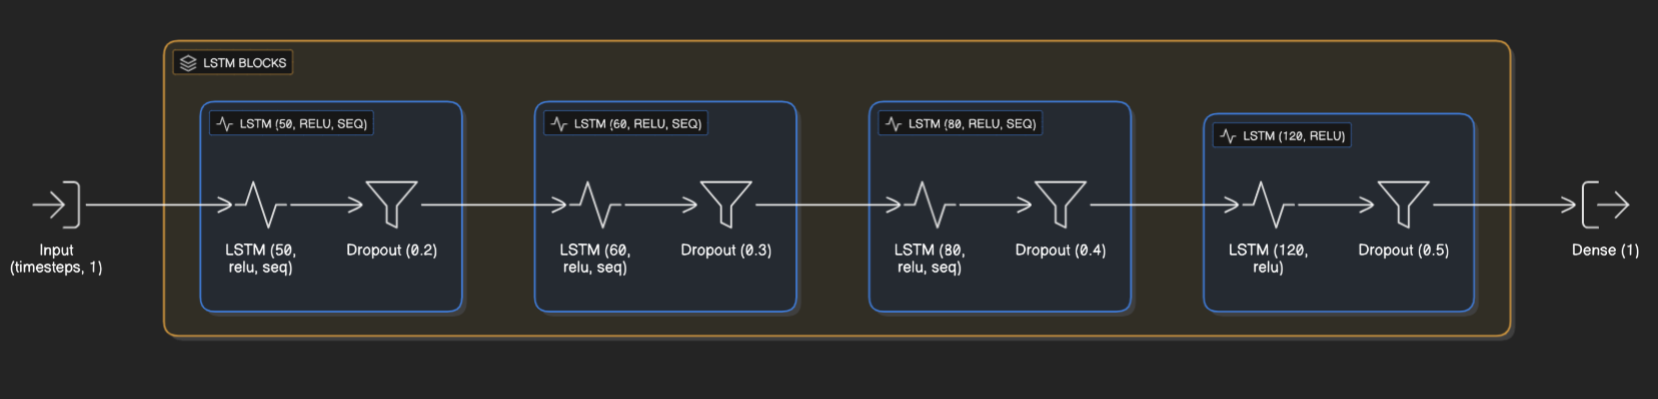 LSTM BLOCKS
LSTM (50, RELU, SEQ)
LSTM (60, RELU, SEQ)
LSTM (80, RELU, SEQ)
LSTM (120, RELU)
Input
(timesteps, 1)
LSTM (50,
relu, seq)
Dropout (0.2)
LSTM (60,
relu, seq)
Dropout (0.3)
LSTM (80,
relu, seq)
Dropout (0.4)
LSTM (120,
relu)
Dropout (0.5)
Dense (1)